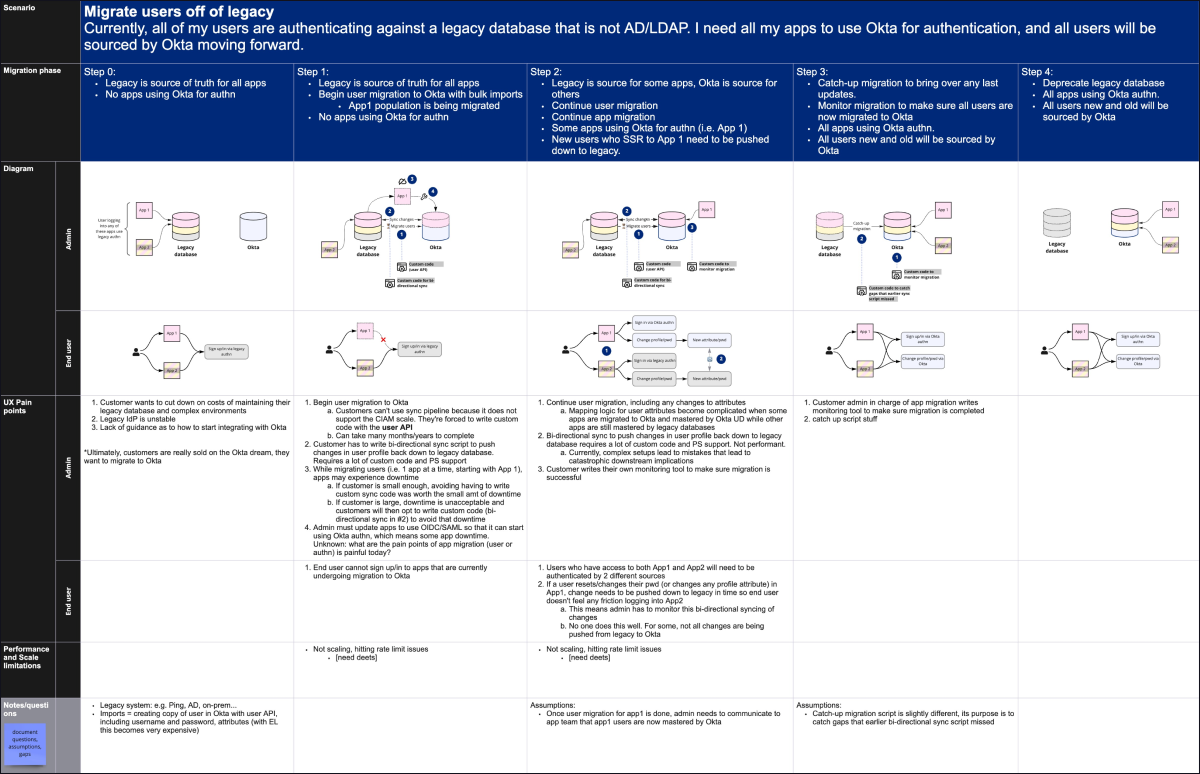 Scenario
Migrate users off of legacy
Currently, all of my users are authenticating against a legacy database that is not AD/LDAP. I need all my apps to use Okta for authentication, and all users will be
sourced by Okta moving forward.
Migration phase
Step 0:
• Legacy is source of truth for all apps
• No apps using Okta for authn
Step 1:
• Legacy is source of truth for all apps
• Begin user migration to Okta with bulk imports
• App1 population is being migrated
• No apps using Okta for authn
Step 2:
• Legacy is source for some apps, Okta is source for
others
• Continue user migration
• Continue app migration
• Some apps using Okta for authn (i.e. App 1)
• New users who SSR to App 1 need to be pushed
down to legacy.
Step 3:
• Catch-up migration to bring over any last
updates.
• Monitor migration to make sure all users are
now migrated to Okta
• All apps using Okta authn.
• All users new and old will be sourced by
Okta
Step 4:
• Deprecate legacy database
• All apps using Okta authn.
• All users new and old will be
sourced by Okta
Diagram
Admin
User logging
into any of
these apps use
legacy authn
App 1
App 2
Legacy
database
Okta
3
App 1
4
2
Sync changes
Migrate users
1
App 2
Legacy
database
Okta
Custom code
(user API)
Custom code for bi-
directional sync
2
App 1
Sync changes
Migrate users
1
3
App 2
Legacy
database
Okta
Custom code
(user API)
Custom code to
monitor migration
Custom code for bi-
directional sync
App 1
Catch-up
migration
2
App 2
Legacy
database
Okta
1
Custom code to
monitor migration
Custom code to catch
gaps that earlier sync
script missed
App 1
App 2
Legacy
database
Okta
End user
App 1
Sign up/in via legacy
authn
App 2
App 1
Sign up/in via legacy
authn
App 2
Sign in via Okta authn
App 1
Change profile/pwd
New attribute/pwd
1
2
Sign in via legacy authn
App 2
Change profile/pwd
New attribute/pwd
App 1
Sign up/in via Okta
authn
Change profile/pwd via
Okta
App 2
App 1
Sign up/in via Okta
authn
Change profile/pwd via
Okta
App 2
UX Pain
points
Admin
1. Customer wants to cut down on costs of maintaining their
legacy database and complex environments
2. Legacy IdP is unstable
3. Lack of guidance as to how to start integrating with Okta
*Ultimately, customers are really sold on the Okta dream, they
want to migrate to Okta
1. Begin user migration to Okta
a. Customers can't use sync pipeline because it does not
support the CIAM scale. They're forced to write custom
code with the user API
b. Can take many months/years to complete
2. Customer has to write bi-directional sync script to push
changes in user profile back down to legacy database.
Requires a lot of custom code and PS support
3. While migrating users (i.e. 1 app at a time, starting with App 1),
apps may experience downtime
a. If customer is small enough, avoiding having to write
custom sync code was worth the small amt of downtime
b. If customer is large, downtime is unacceptable and
customers will then opt to write custom code (bi-
directional sync in #2) to avoid that downtime
4. Admin must update apps to use OIDC/SAML so that it can start
using Okta authn, which means some app downtime.
Unknown: what are the pain points of app migration (user or
authn) is painful today?
1. Continue user migration, including any changes to attributes
a. Mapping logic for user attributes become complicated when some
apps are migrated to Okta and mastered by Okta UD while other
apps are still mastered by legacy databases
2. Bi-directional sync to push changes in user profile back down to legacy
database requires a lot of custom code and PS support. Not performant.
a. Currently, complex setups lead to mistakes that lead to
catastrophic downstream implications
3. Customer writes their own monitoring tool to make sure migration is
successful
1. Customer admin in charge of app migration writes
monitoring tool to make sure migration is completed
2. catch up script stuff
End user
1. End user cannot sign up/in to apps that are currently
undergoing migration to Okta
1. Users who have access to both App1 and App2 will need to be
authenticated by 2 different sources
2. If a user resets/changes their pwd (or changes any profile attribute) in
App1, change needs to be pushed down to legacy in time so end user
doesn't feel any friction logging into App2
a. This means admin has to monitor this bi-directional syncing of
changes
b. No one does this well. For some, not all changes are being
pushed from legacy to Okta
Performance
and Scale
limitations
• Not scaling, hitting rate limit issues
• [need deets]
• Not scaling, hitting rate limit issues
• [need deets]
Notes/questi
ons
document
questions,
assumptions,
gaps
• Legacy system: e.g. Ping, AD, on-prem...
• Imports = creating copy of user in Okta with user API,
including username and password, attributes (with EL
this becomes very expensive)
Assumptions:
• Once user migration for app1 is done, admin needs to communicate to
app team that app1 users are now mastered by Okta
Assumptions:
• Catch-up migration script is slightly different, its purpose is to
catch gaps that earlier bi-directional sync script missed